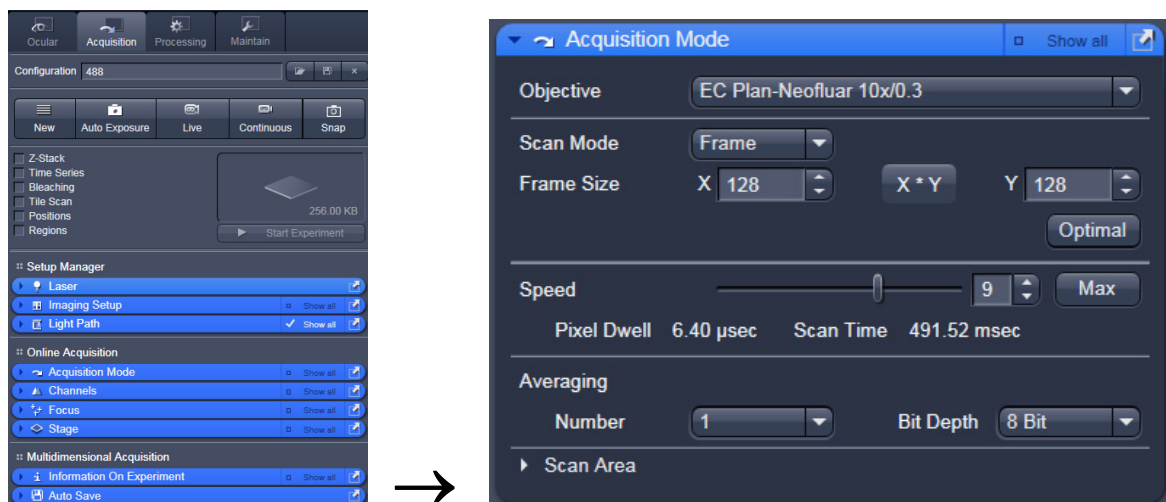 Ocular Acquisition Processing Maintain
Configuration 488
New Auto Exposure Live Continuous Snap
Z-Stack
Time Series
Bleaching
Tile Scan
Positions
Regions
256.00 KB
Start Experiment
Setup Manager
Laser
Imaging Setup Show all
Light Path Show all
Online Acquisition
Acquisition Mode Show all
Channels Show all
Focus Show all
Stage Show all
Multidimensional Acquisition
Information On Experiment Show all
Auto Save
→
Acquisition Mode Show all
Objective EC Plan-Neofluar 10x/0.3
Scan Mode Frame
Frame Size X 128 X * Y Y 128
Optimal
Speed 9 Max
Pixel Dwell 6.40 µsec Scan Time 491.52 msec
Averaging
Number 1 Bit Depth 8 Bit
Scan Area